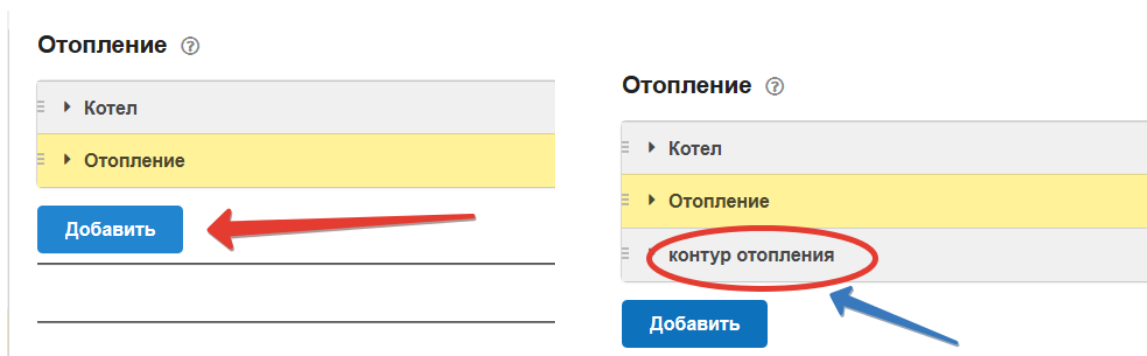 Отопление ?
Котел
Отопление
Добавить
Отопление ?
Котел
Отопление
контур отопления
Добавить